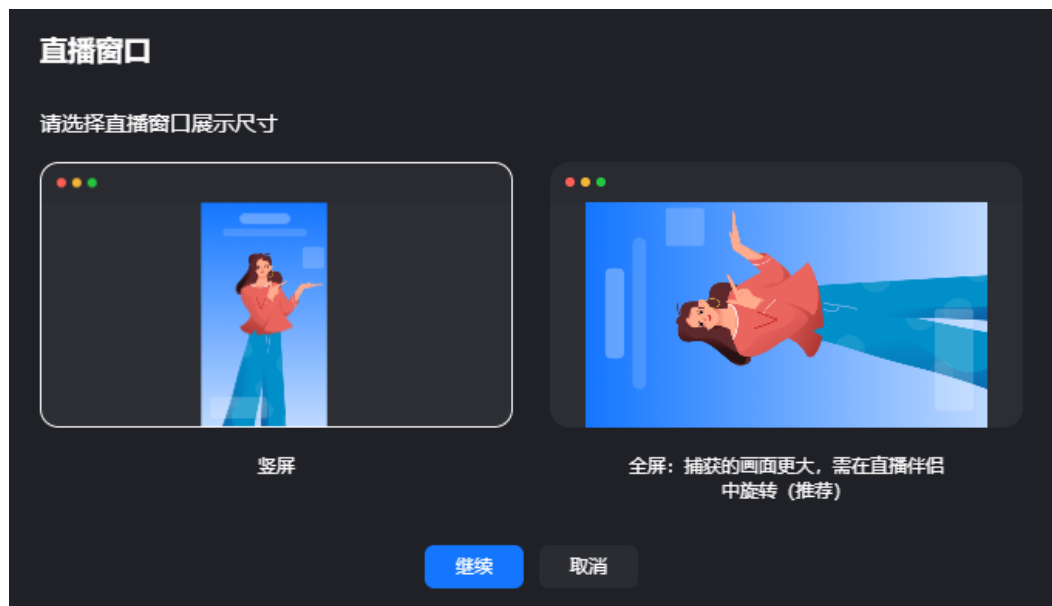 直播窗口
请选择直播窗口展示尺寸
竖屏
全屏：捕获的画面更大，需在直播伴侣
中旋转（推荐）
继续
取消